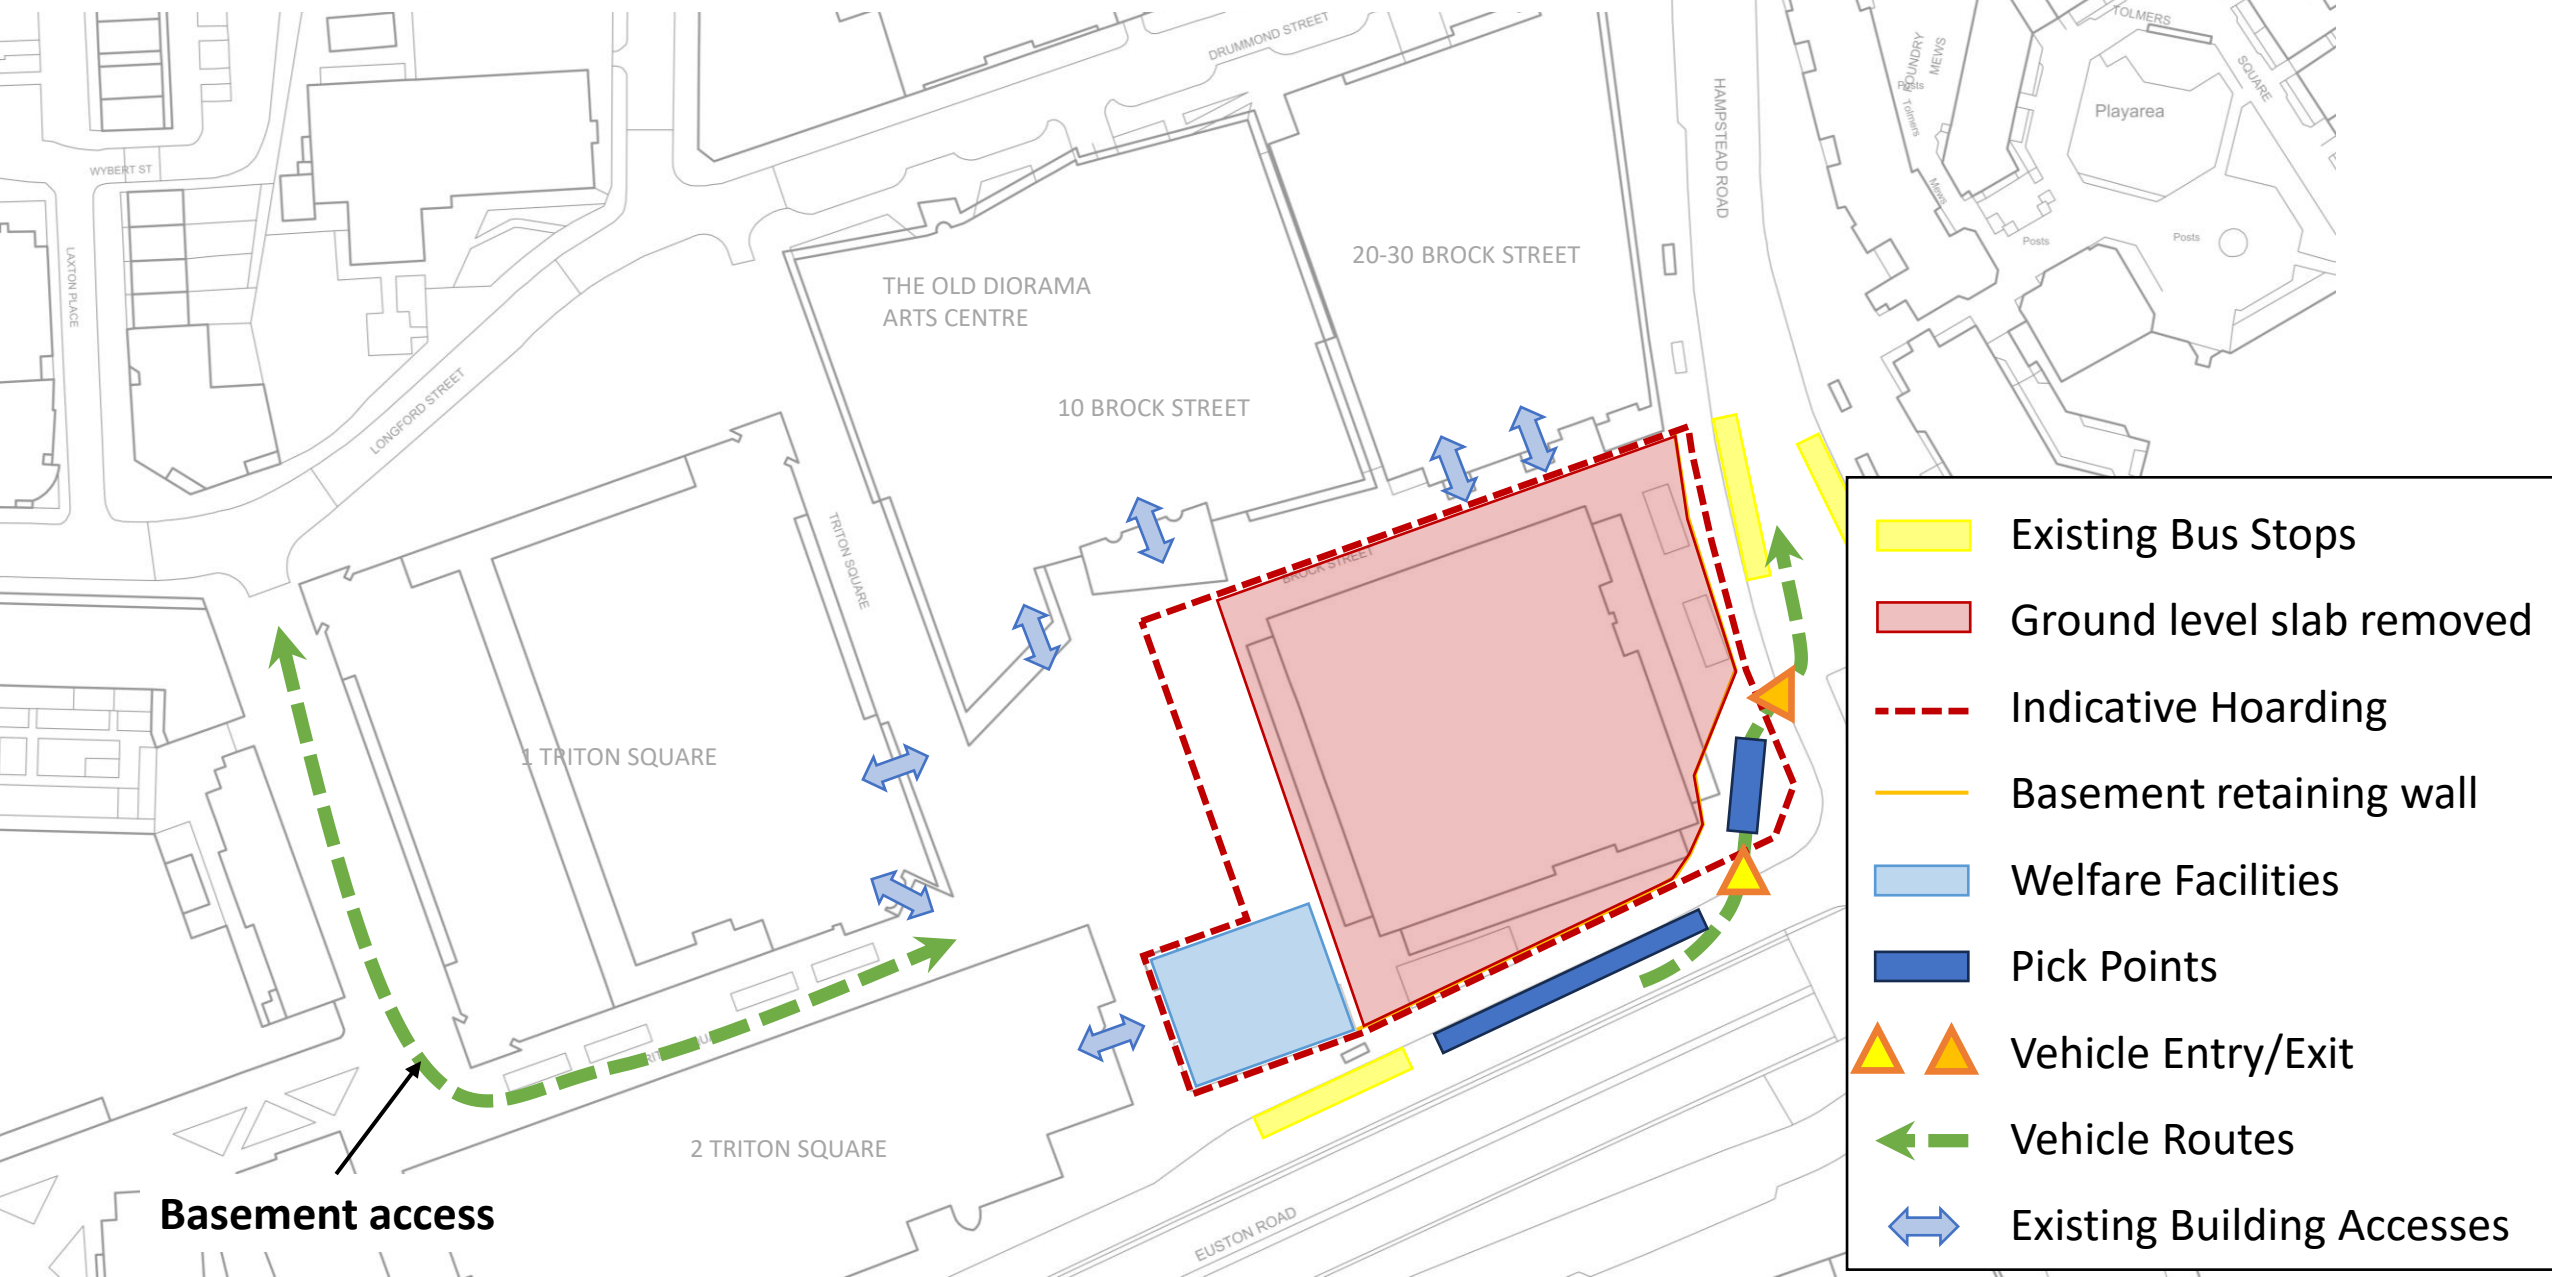 DRUMMOND STREET
TOLMERS
SQUARE
FOUNDRY
MEWS
Posts
Tolmers
Mews
Playarea
HAMPSTEAD ROAD
WYBERT ST
LAXTON PLACE
Posts
Posts
20-30 BROCK STREET
THE OLD DIORAMA
ARTS CENTRE
10 BROCK STREET
LONGFORD STREET
TRITON SQUARE
BROCK STREET
1 TRITON SQUARE
2 TRITON SQUARE
EUSTON ROAD
Basement access
Existing Bus Stops
Ground level slab removed
Indicative Hoarding
Basement retaining wall
Welfare Facilities
Pick Points
Vehicle Entry/Exit
Vehicle Routes
Existing Building Accesses